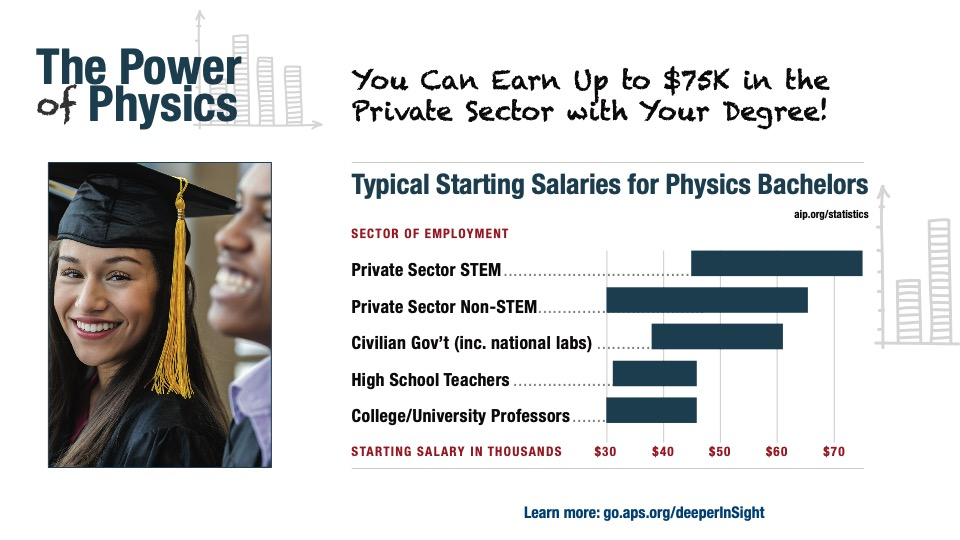 The Power
of Physics
You Can Earn Up to $75K in the
Private Sector with Your Degree!
Typical Starting Salaries for Physics Bachelors
aip.org/statistics
SECTOR OF EMPLOYMENT
Private Sector STEM
Private Sector Non-STEM
Civilian Gov't (inc. national labs)
High School Teachers
College/University Professors
STARTING SALARY IN THOUSANDS $30 $40 $50 $60 $70
Learn more: go.aps.org/deeperInSight